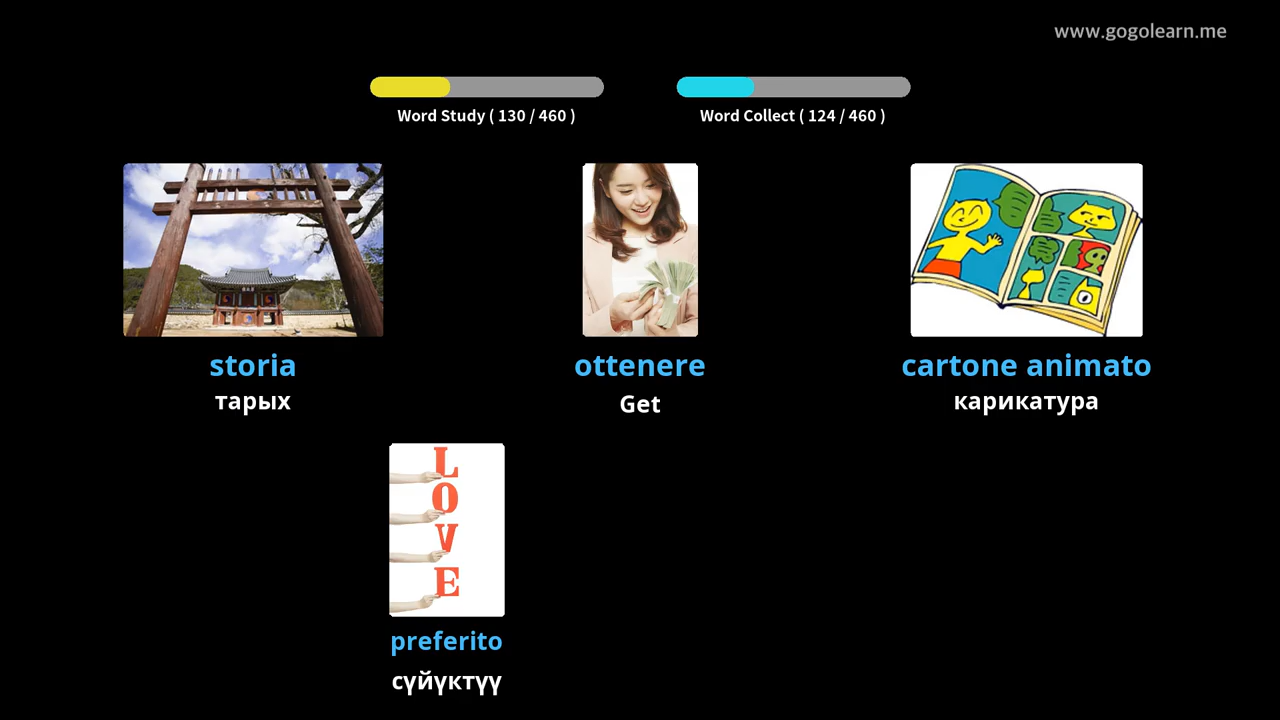 www.gogolearn.me
Word Study ( 130 / 460 )
Word Collect ( 124 / 460 )
storia
тарых
ottenere
Get
cartone animato
карикатура
L
O
V
E
preferito
сүйүктүү